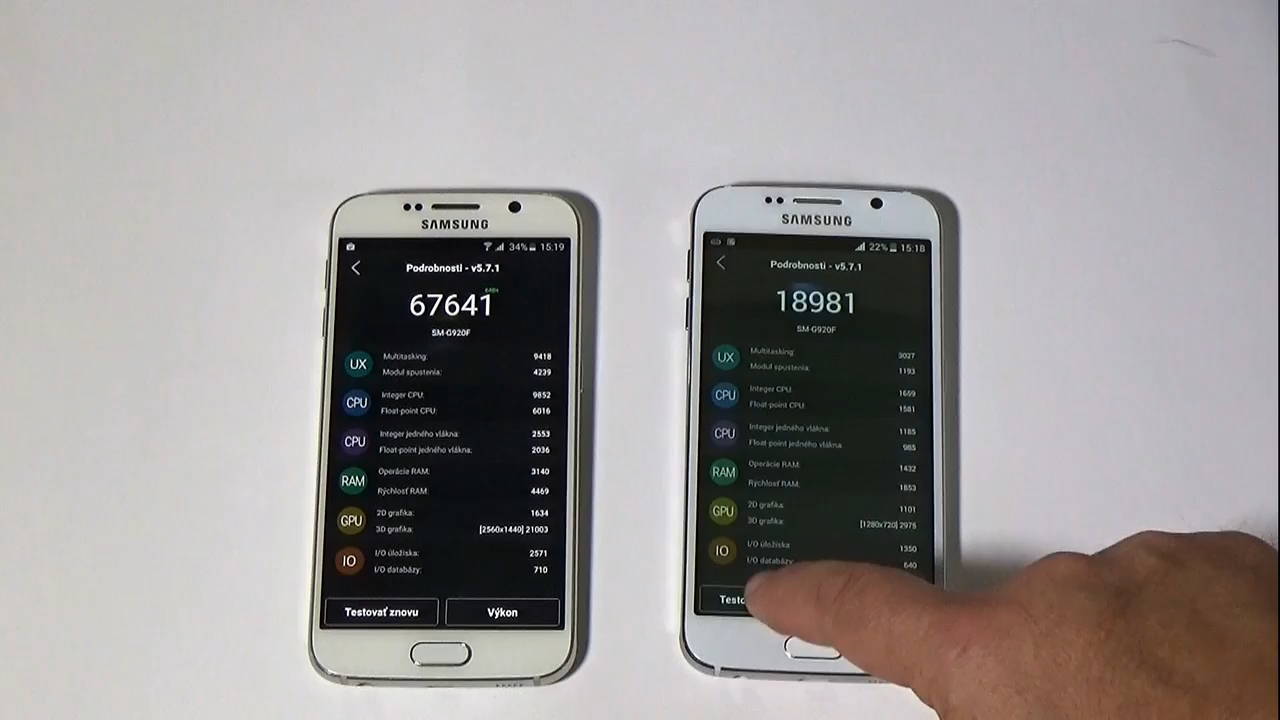 SAMSUNG
34% 15:19
Podrobnosti - v5.7.1
67641
SM-G920F
UX
Multitasking: 9418
Modul spustenia: 4239
CPU
Integer CPU: 9852
Float-point CPU: 6016
CPU
Integer jedného vlákna: 2553
Float-point jedného vlákna: 2036
RAM
Operácie RAM: 3140
Rýchlosť RAM: 4469
GPU
2D grafika: 1634
3D grafika: [2560x1440] 21003
IO
I/O úložiska: 2571
I/O databázy: 710
Testovať znovu
Výkon
SAMSUNG
22% 15:18
Podrobnosti - v5.7.1
18981
SM-G920F
UX
Multitasking: 3027
Modul spustenia: 1193
CPU
Integer CPU: 1659
Float-point CPU: 1581
CPU
Integer jedného vlákna: 1185
Float-point jedného vlákna: 985
RAM
Operácie RAM: 1432
Rýchlosť RAM: 1853
GPU
2D grafika: 1101
3D grafika: [1280x720] 2975
IO
I/O úložiska 1350
I/O databázy 640
Testo